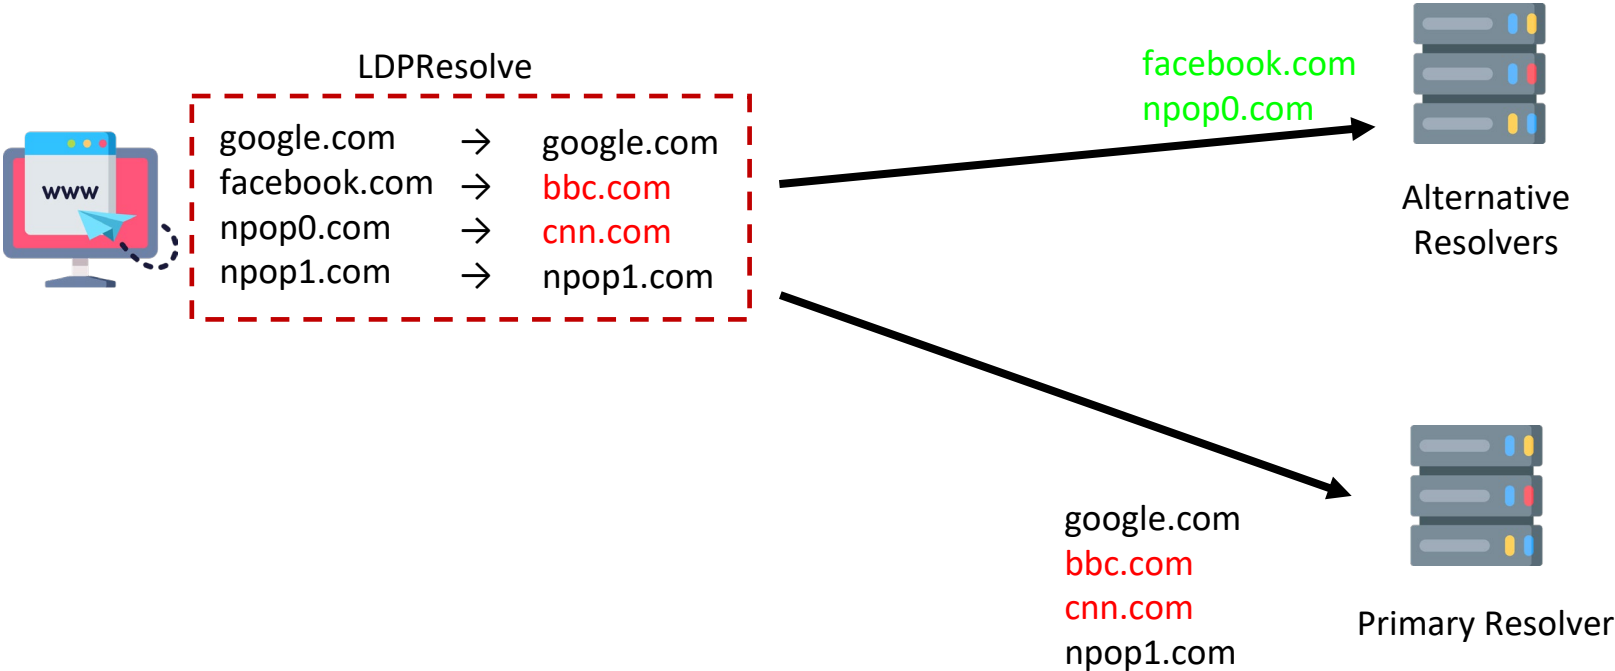 LDPResolve
www
google.com → google.com
facebook.com → bbc.com
npop0.com → cnn.com
npop1.com → npop1.com
facebook.com
npop0.com
Alternative
Resolvers
google.com
bbc.com
cnn.com
npop1.com
Primary Resolver